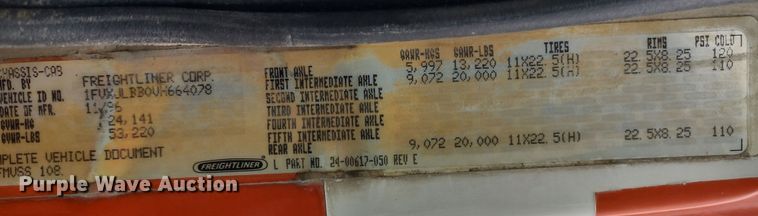 CHASSIS-CAB
MFD. BY FREIGHTLINER CORP.
VEHICLE ID NO. 1FVXJLBB0VH664078
DATE OF MFR. 11/96
GVWR-KG 24,141
GVWR-LBS 53,220
MPLETE VEHICLE DOCUMENT
FMVSS 108.
FREIGHTLINER
GAWR-KGS GAWR-LBS TIRES RIMS PSI COLD
FRONT AXLE 5,997 13,220 11X22.5(H) 22.5X8.25 120
FIRST INTERMEDIATE AXLE 9,072 20,000 11X22.5(H) 22.5X8.25 110
SECOND INTERMEDIATE AXLE
THIRD INTERMEDIATE AXLE
FOURTH INTERMEDIATE AXLE
FIFTH INTERMEDIATE AXLE
REAR AXLE 9,072 20,000 11X22.5(H) 22.5X8.25 110
L PART NO. 24-00617-050 REV E
Purple Wave Auction